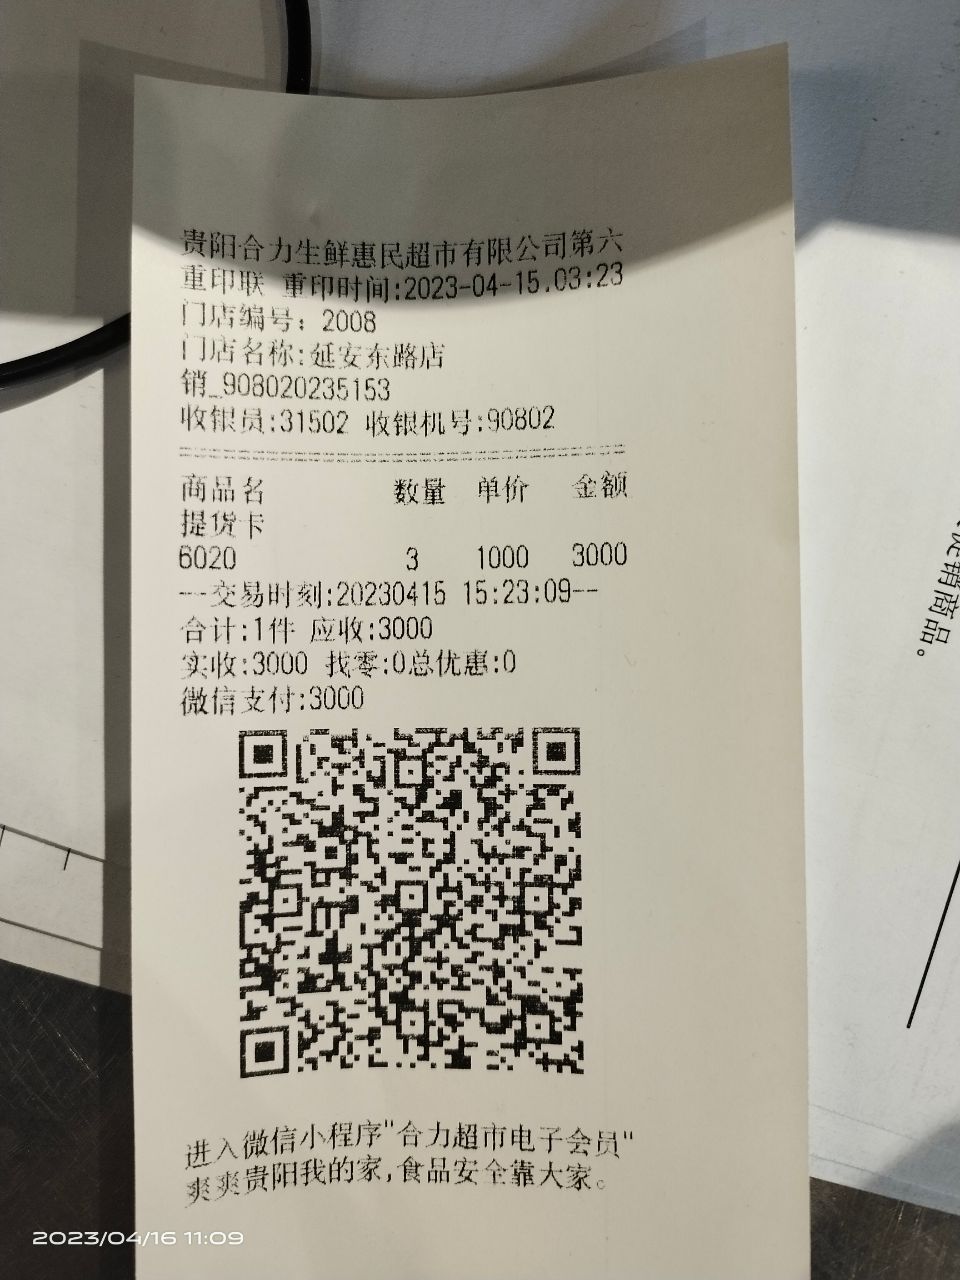 贵阳合力生鲜惠民超市有限公司第六
重印联 重印时间:2023-04-15.03:23
门店编号: 2008
门店名称:延安东路店
销_908020235153
收银员:31502 收银机号:90802
商品名 数量 单价 金额
提货卡
6020 3 1000 3000
---交易时刻:20230415 15:23:09--
合计:1件 应收:3000
实收:3000 找零:0总优惠:0
微信支付:3000
进入微信小程序"合力超市电子会员"
爽爽贵阳我的家,食品安全靠大家。
促销商品。
2023/04/16 11:09